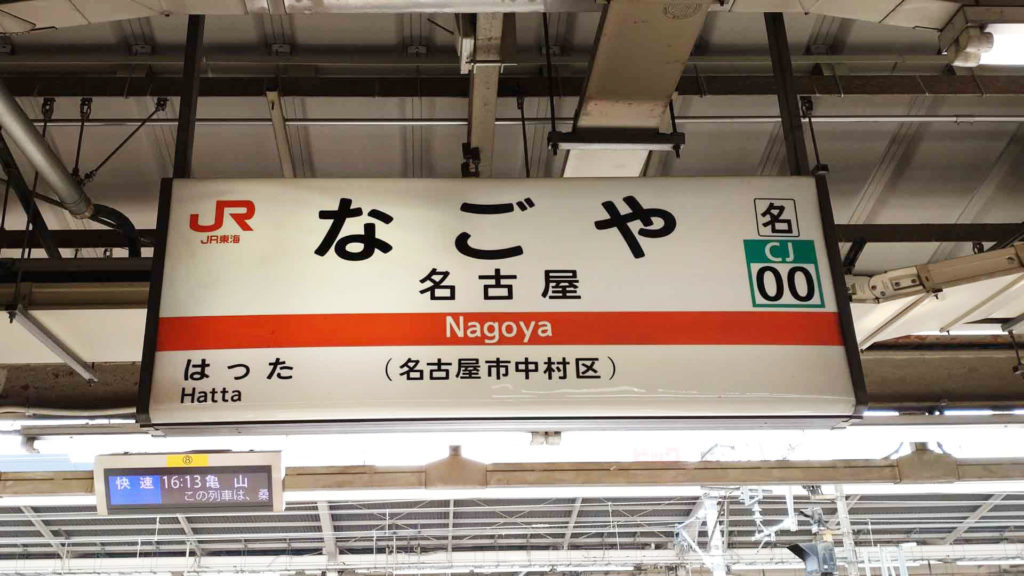 JR
JR東海
なごや
名古屋
名
CJ
00
Nagoya
はった
Hatta
（名古屋市中村区）
⑧
快速 16:13 亀山
この列車は、桑